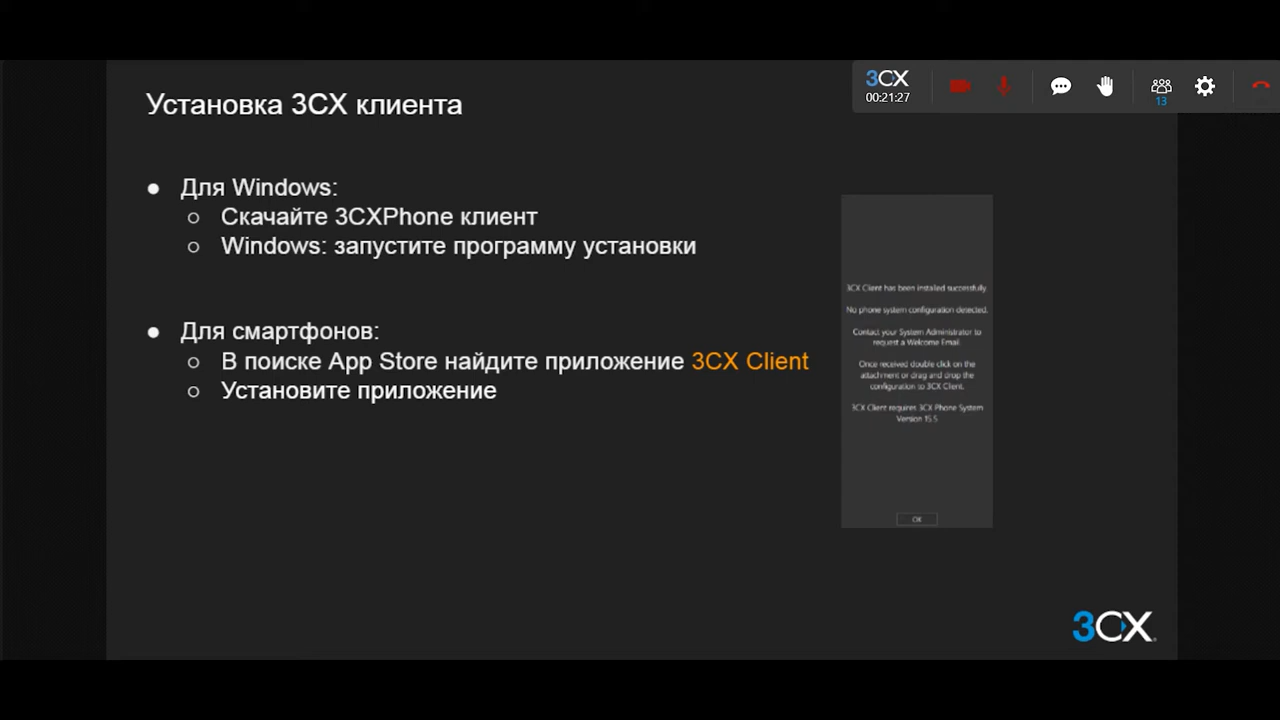 Установка 3CX клиента
3CX
00:21:27
13
● Для Windows:
○ Скачайте 3CXPhone клиент
○ Windows: запустите программу установки
● Для смартфонов:
○ В поиске App Store найдите приложение 3CX Client
○ Установите приложение
3CX Client has been installed successfully
No phone system configuration detected.
Contact your System Administrator to
request a Welcome Email.
Once received double click on the
attachment or drag and drop the
configuration to 3CX Client.
3CX Client requires 3CX Phone System
Version 15.5
OK
3CX